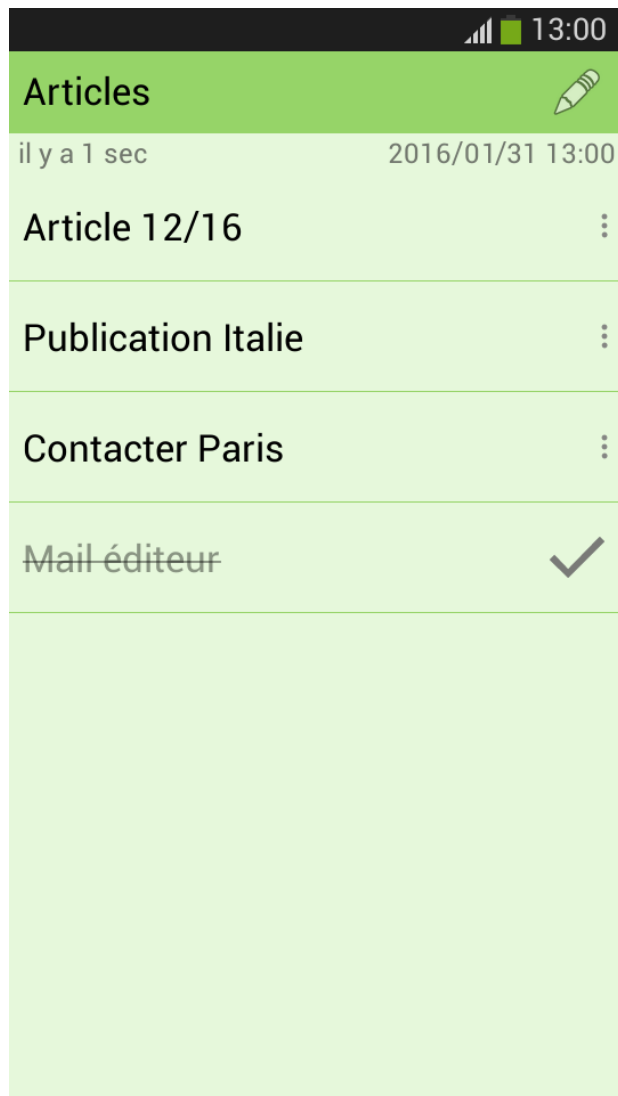 13:00
Articles
il y a 1 sec 2016/01/31 13:00
Article 12/16
Publication Italie
Contacter Paris
Mail éditeur